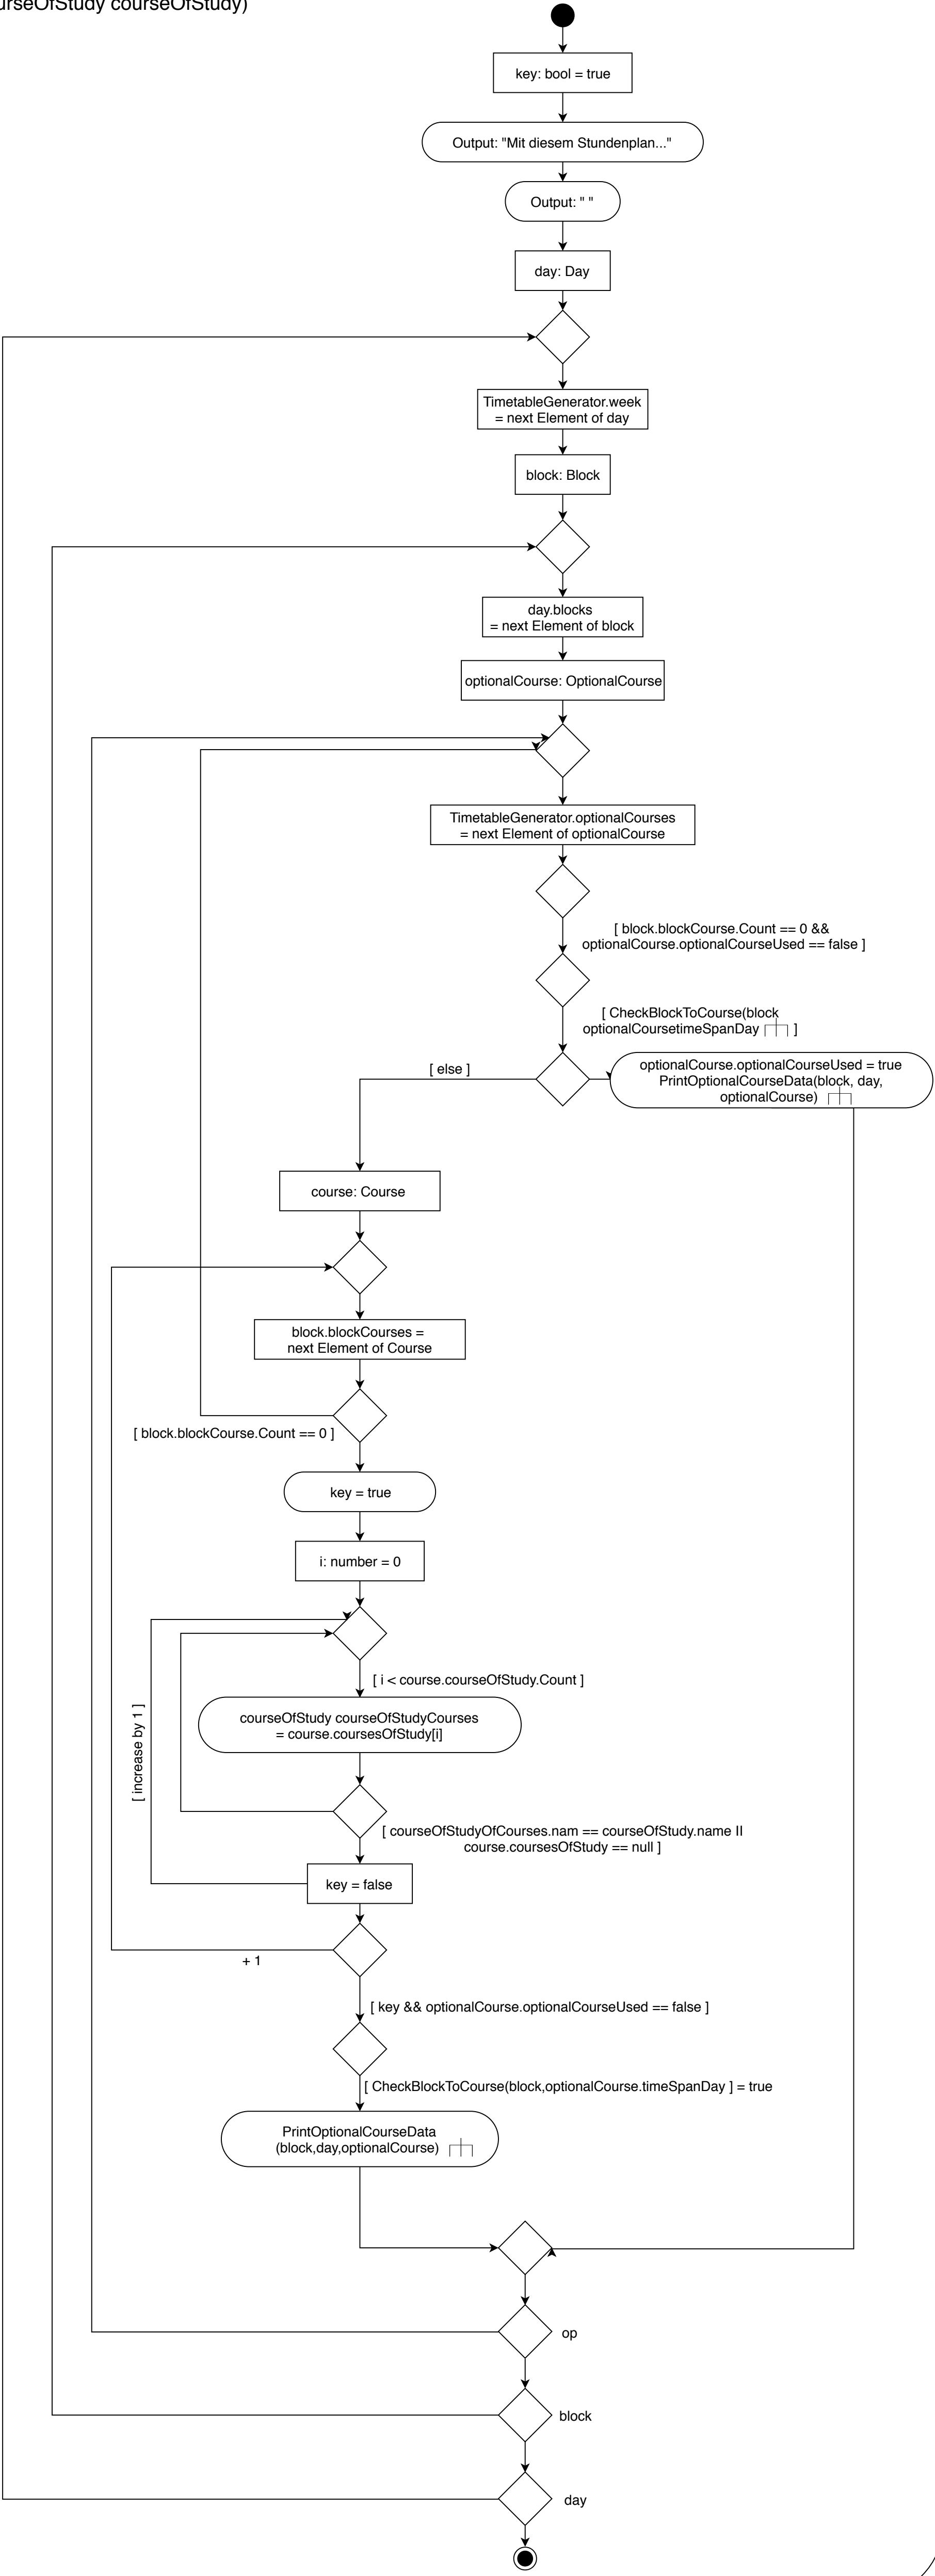 courseOfStudy)
key: bool = true
Output: "Mit diesem Stundenplan..."
Output: " "
day: Day
TimetableGenerator.week
= next Element of day
block: Block
day.blocks
= next Element of block
optionalCourse: OptionalCourse
TimetableGenerator.optionalCourses
= next Element of optionalCourse
[ block.blockCourse.Count == 0 &&
optionalCourse.optionalCourseUsed == false ]
[ CheckBlockToCourse(block
optionalCoursetimeSpanDay ]
[ else ]
optionalCourse.optionalCourseUsed = true
PrintOptionalCourseData(block, day,
optionalCourse)
course: Course
block.blockCourses =
next Element of Course
[ block.blockCourse.Count == 0 ]
key = true
i: number = 0
[ i < course.courseOfStudy.Count ]
courseOfStudy courseOfStudyCourses
= course.coursesOfStudy[i]
[ increase by 1 ]
[ courseOfStudyOfCourses.nam == courseOfStudy.name II
course.coursesOfStudy == null ]
key = false
+ 1
[ key && optionalCourse.optionalCourseUsed == false ]
[ CheckBlockToCourse(block,optionalCourse.timeSpanDay ] = true
PrintOptionalCourseData
(block,day,optionalCourse)
op
block
day